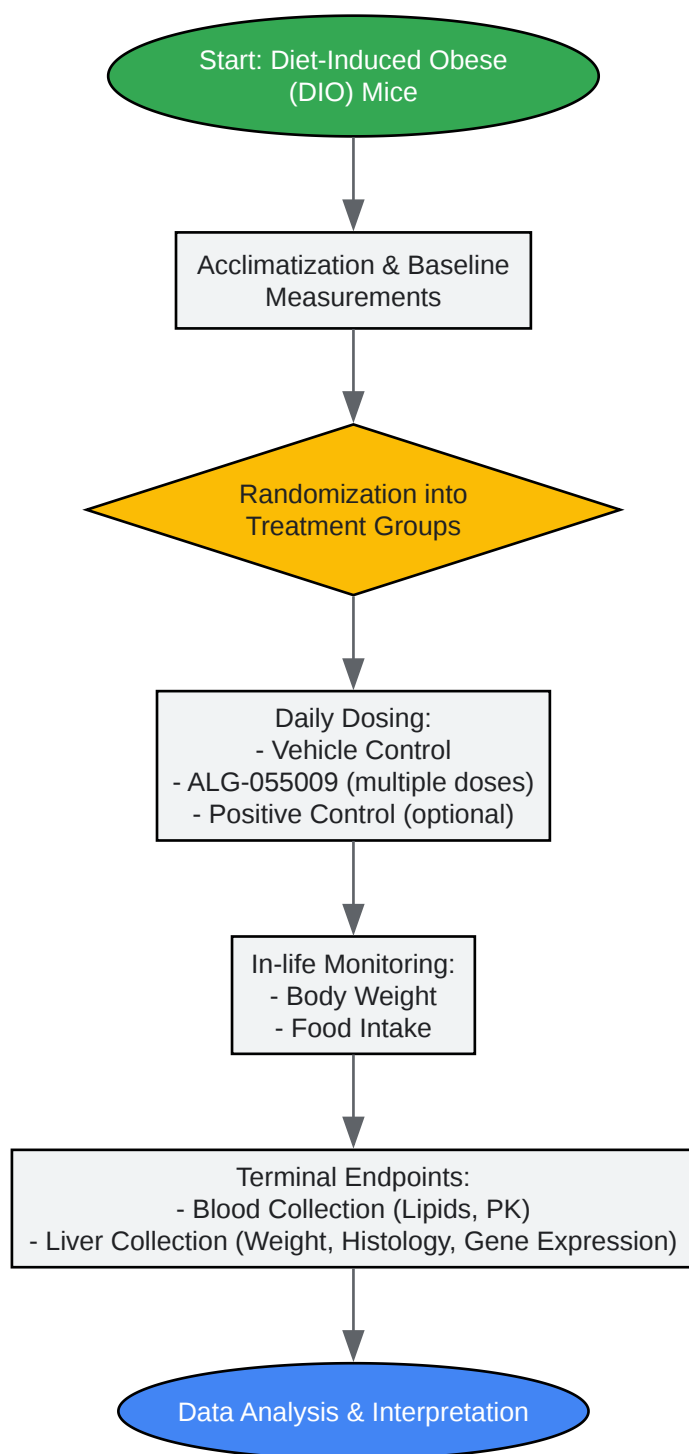 Start: Diet-Induced Obese
(DIO) Mice
Acclimatization & Baseline
Measurements
Randomization into
Treatment Groups
Daily Dosing:
- Vehicle Control
- ALG-055009 (multiple doses)
- Positive Control (optional)
In-life Monitoring:
- Body Weight
- Food Intake
Terminal Endpoints:
- Blood Collection (Lipids, PK)
- Liver Collection (Weight, Histology, Gene Expression)
Data Analysis & Interpretation